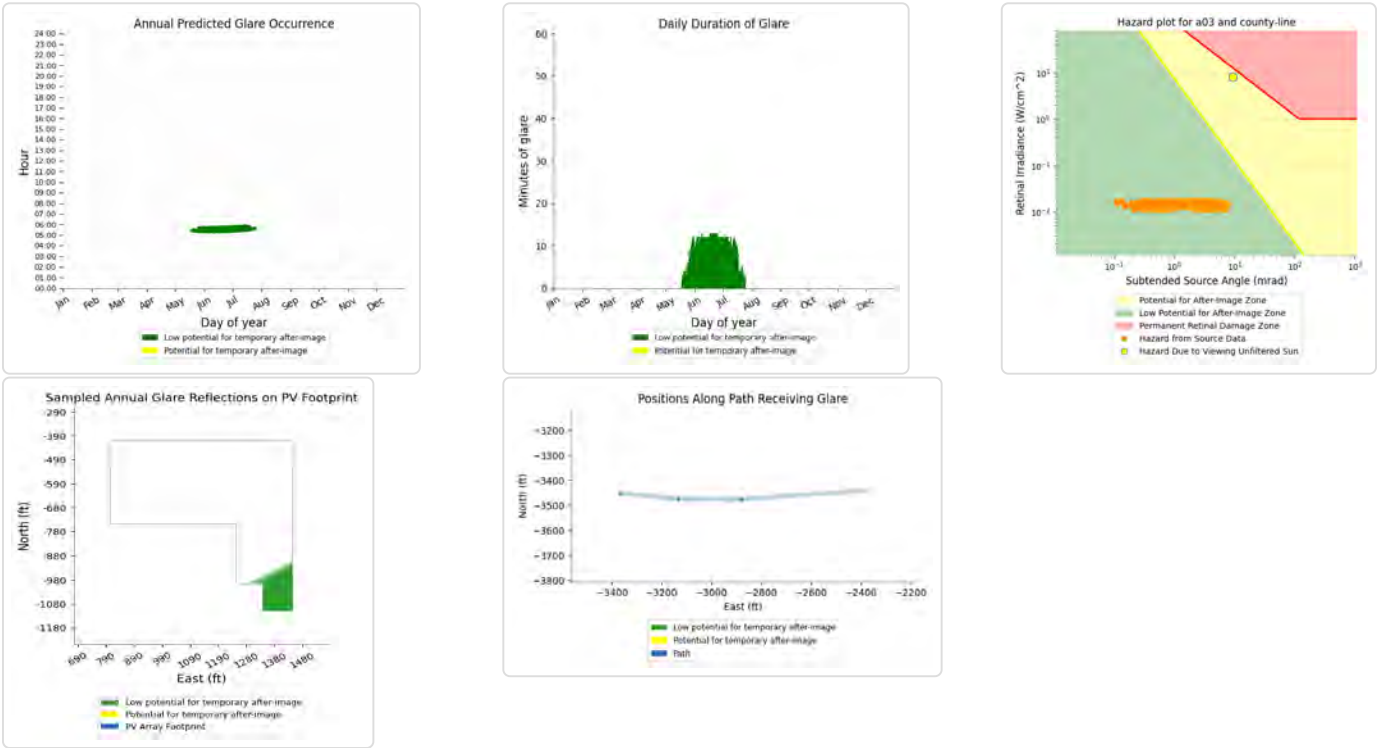 Annual Predicted Glare Occurrence
24:00
23:00
22:00
21:00
20:00
19:00
18:00
17:00
16:00
15:00
14:00
13:00
12:00
11:00
10:00
09:00
08:00
07:00
06:00
05:00
04:00
03:00
02:00
01:00
00:00
Hour
Jan Feb Mar Apr May Jun Jul Aug Sep Oct Nov Dec
Day of year
Low potential for temporary after-image
Potential for temporary after-image
Daily Duration of Glare
60
50
40
30
20
10
0
Minutes of glare
Jan Feb Mar Apr May Jun Jul Aug Sep Oct Nov Dec
Day of year
Low potential for temporary after-image
Potential for temporary after-image
Hazard plot for a03 and county-line
10¹
10⁰
10⁻¹
10⁻²
Retinal Irradiance (W/cm^2)
10⁻¹ 10⁰ 10¹ 10² 10³
Subtended Source Angle (mrad)
Potential for After-Image Zone
Low Potential for After-Image Zone
Permanent Retinal Damage Zone
Hazard from Source Data
Hazard Due to Viewing Unfiltered Sun
Sampled Annual Glare Reflections on PV Footprint
-290
-390
-490
-590
-680
-780
-880
-980
-1080
-1180
North (ft)
690 790 890 990 1090 1190 1280 1380 1480
East (ft)
Low potential for temporary after-image
Potential for temporary after-image
PV Array Footprint
Positions Along Path Receiving Glare
−3200
−3400
−3500
−3600
−3700
−3800
North (ft)
−3400 −3200 −3000 −2800 −2600 −2400 −2200
East (ft)
Low potential for temporary after-image
Potential for temporary after-image
Path